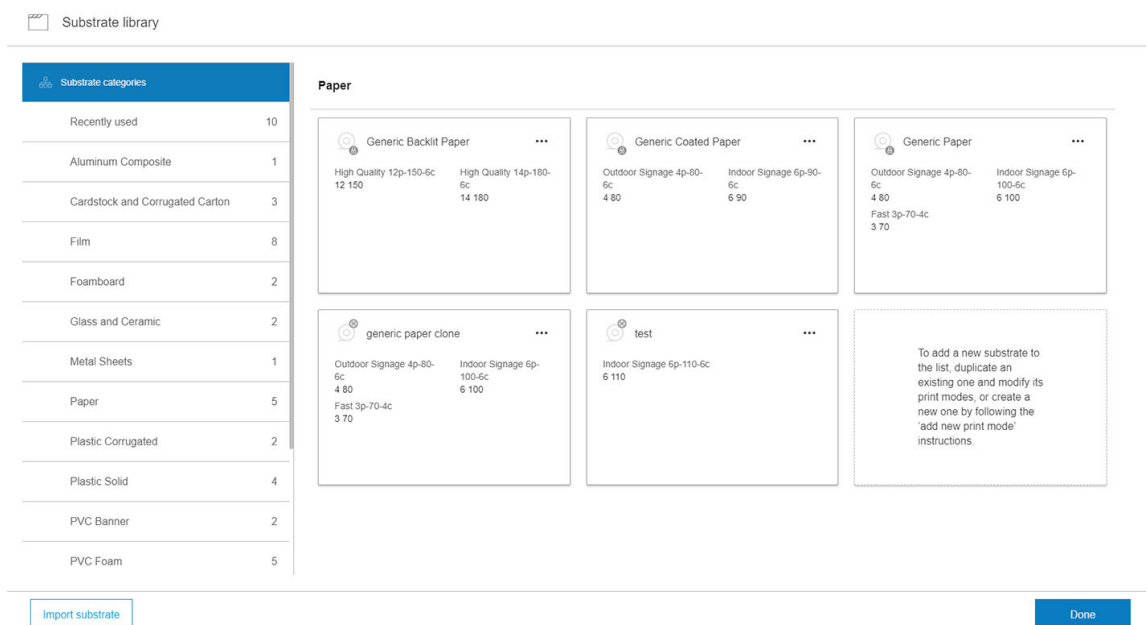 Substrate library
Substrate categories
Recently used 10
Aluminum Composite 1
Cardstock and Corrugated Carton 3
Film 8
Foamboard 2
Glass and Ceramic 2
Metal Sheets 1
Paper 5
Plastic Corrugated 2
Plastic Solid 4
PVC Banner 2
PVC Foam 5
Paper
Generic Backlit Paper ...
High Quality 12p-150-6c
12 150
High Quality 14p-180-
6c
14 180
Generic Coated Paper ...
Outdoor Signage 4p-80-
6c
4 80
Indoor Signage 6p-90-
6c
6 90
Generic Paper ...
Outdoor Signage 4p-80-
6c
4 80
Indoor Signage 6p-
100-6c
6 100
Fast 3p-70-4c
3 70
generic paper clone ...
Outdoor Signage 4p-80-
6c
4 80
Indoor Signage 6p-
100-6c
6 100
Fast 3p-70-4c
3 70
test ...
Indoor Signage 6p-110-6c
6 110
To add a new substrate to
the list, duplicate an
existing one and modify its
print modes, or create a
new one by following the
'add new print mode'
instructions.
Import substrate
Done